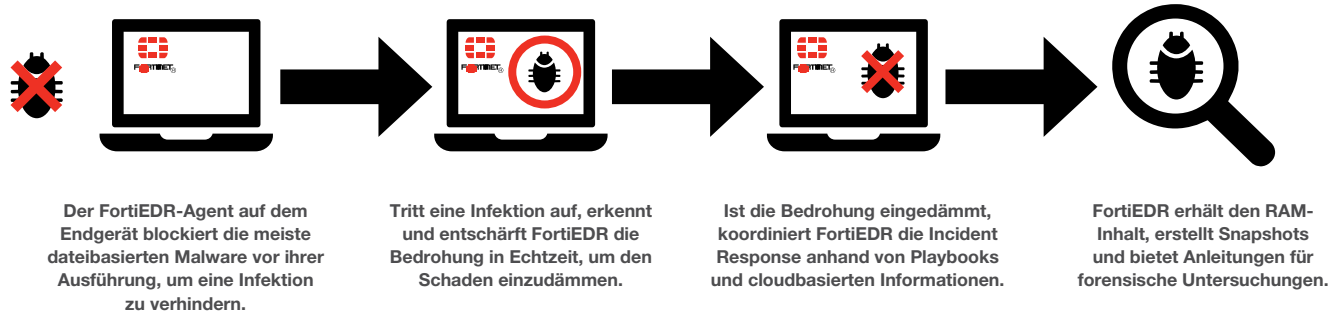 FORTINET®
FORTINET®
FORTINET®
Der FortiEDR-Agent auf dem
Endgerät blockiert die meiste
dateibasierten Malware vor ihrer
Ausführung, um eine Infektion
zu verhindern.
Tritt eine Infektion auf, erkennt
und entschärft FortiEDR die
Bedrohung in Echtzeit, um den
Schaden einzudämmen.
Ist die Bedrohung eingedämmt,
koordiniert FortiEDR die Incident
Response anhand von Playbooks
und cloudbasierten Informationen.
FortiEDR erhält den RAM-
Inhalt, erstellt Snapshots
und bietet Anleitungen für
forensische Untersuchungen.